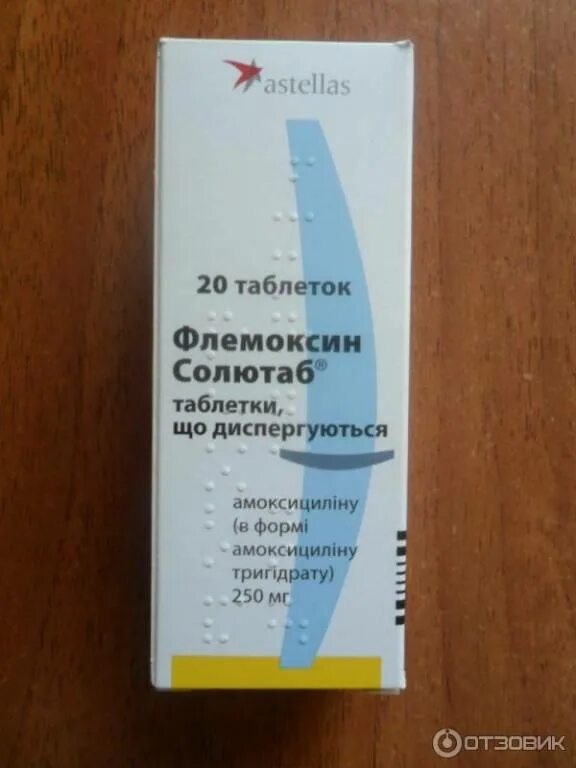 astellas
20 таблеток
Флемоксин
Солютаб®
таблетки,
що диспергуються
амоксициліну
(в формі
амоксициліну
тригідрату)
250 мг
ОТЗОВИК